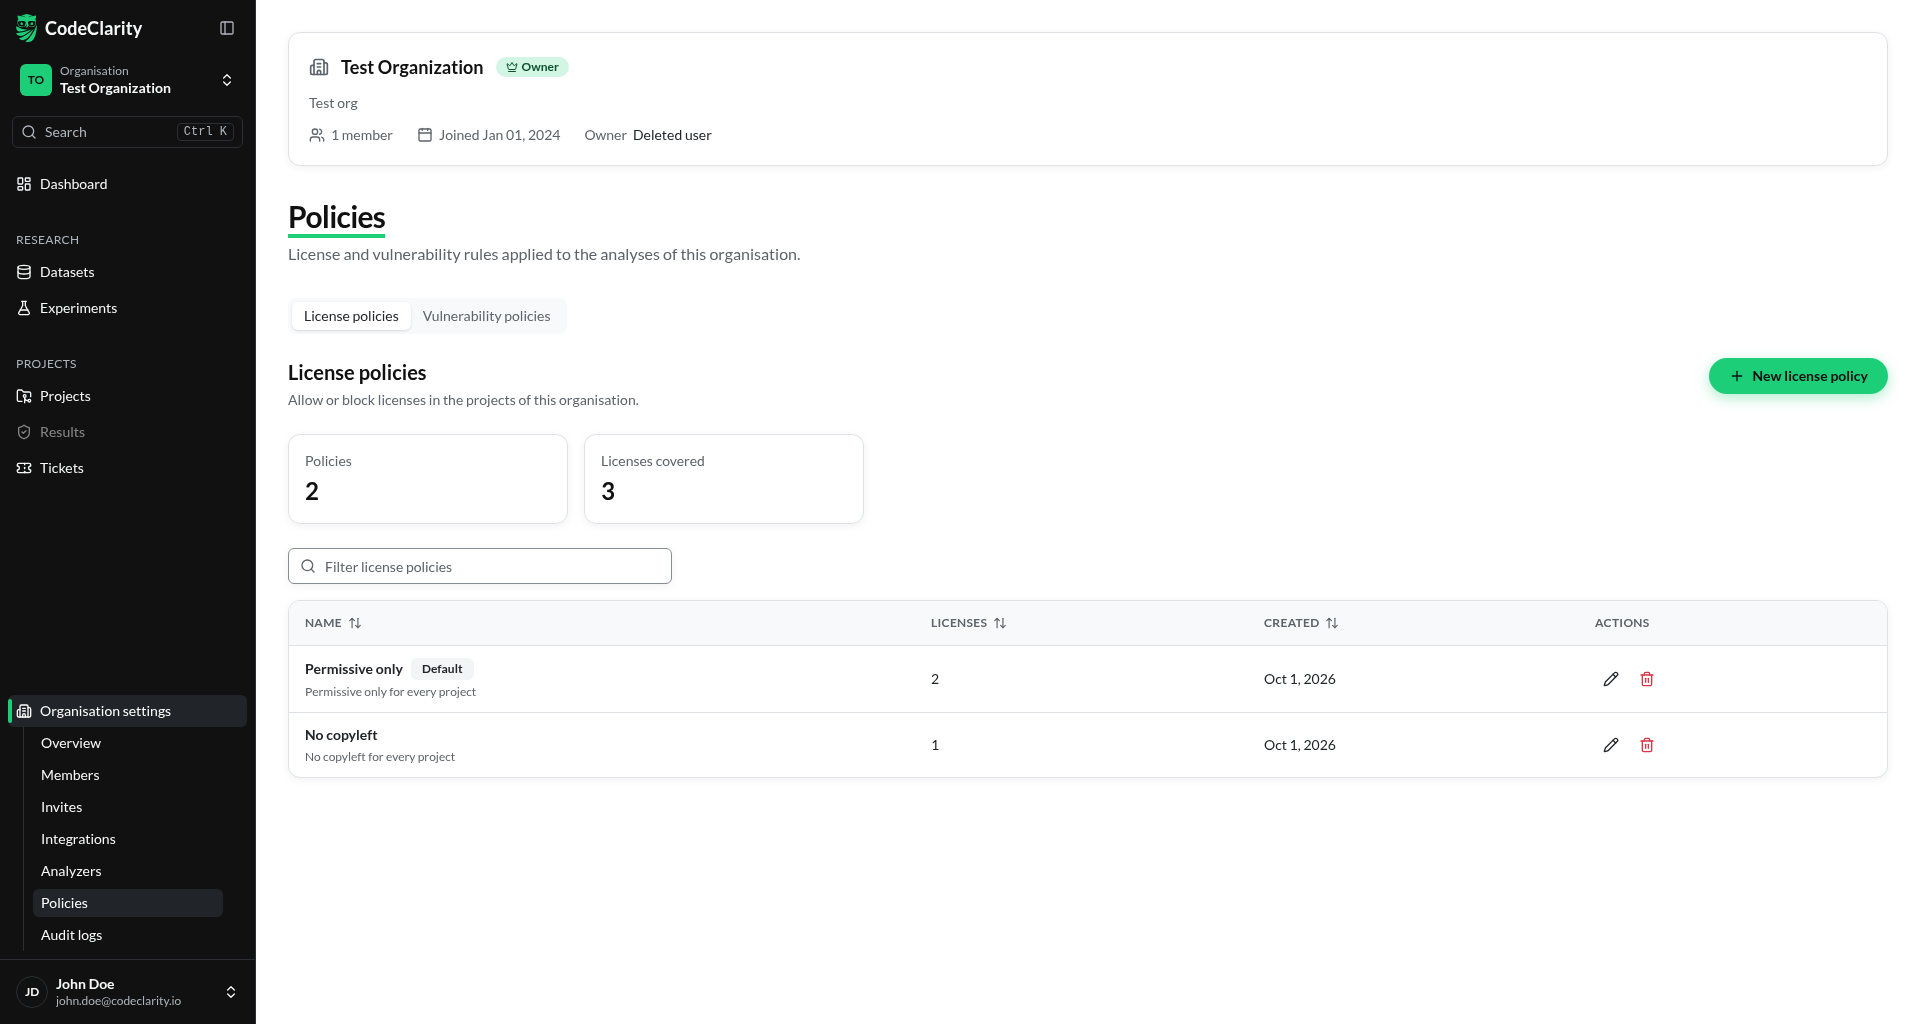 CodeClarity
TO
Organisation
Test Organization
Search
Ctrl K
Dashboard
RESEARCH
Datasets
Experiments
PROJECTS
Projects
Results
Tickets
Organisation settings
Overview
Members
Invites
Integrations
Analyzers
Policies
Audit logs
JD
John Doe
john.doe@codeclarity.io
Test Organization
Owner
Test org
1 member
Joined Jan 01, 2024
Owner Deleted user
Policies
License and vulnerability rules applied to the analyses of this organisation.
License policies
Vulnerability policies
License policies
Allow or block licenses in the projects of this organisation.
New license policy
Policies
2
Licenses covered
3
Filter license policies
NAME
LICENSES
CREATED
ACTIONS
Permissive only
Default
Permissive only for every project
2
Oct 1, 2026
No copyleft
No copyleft for every project
1
Oct 1, 2026